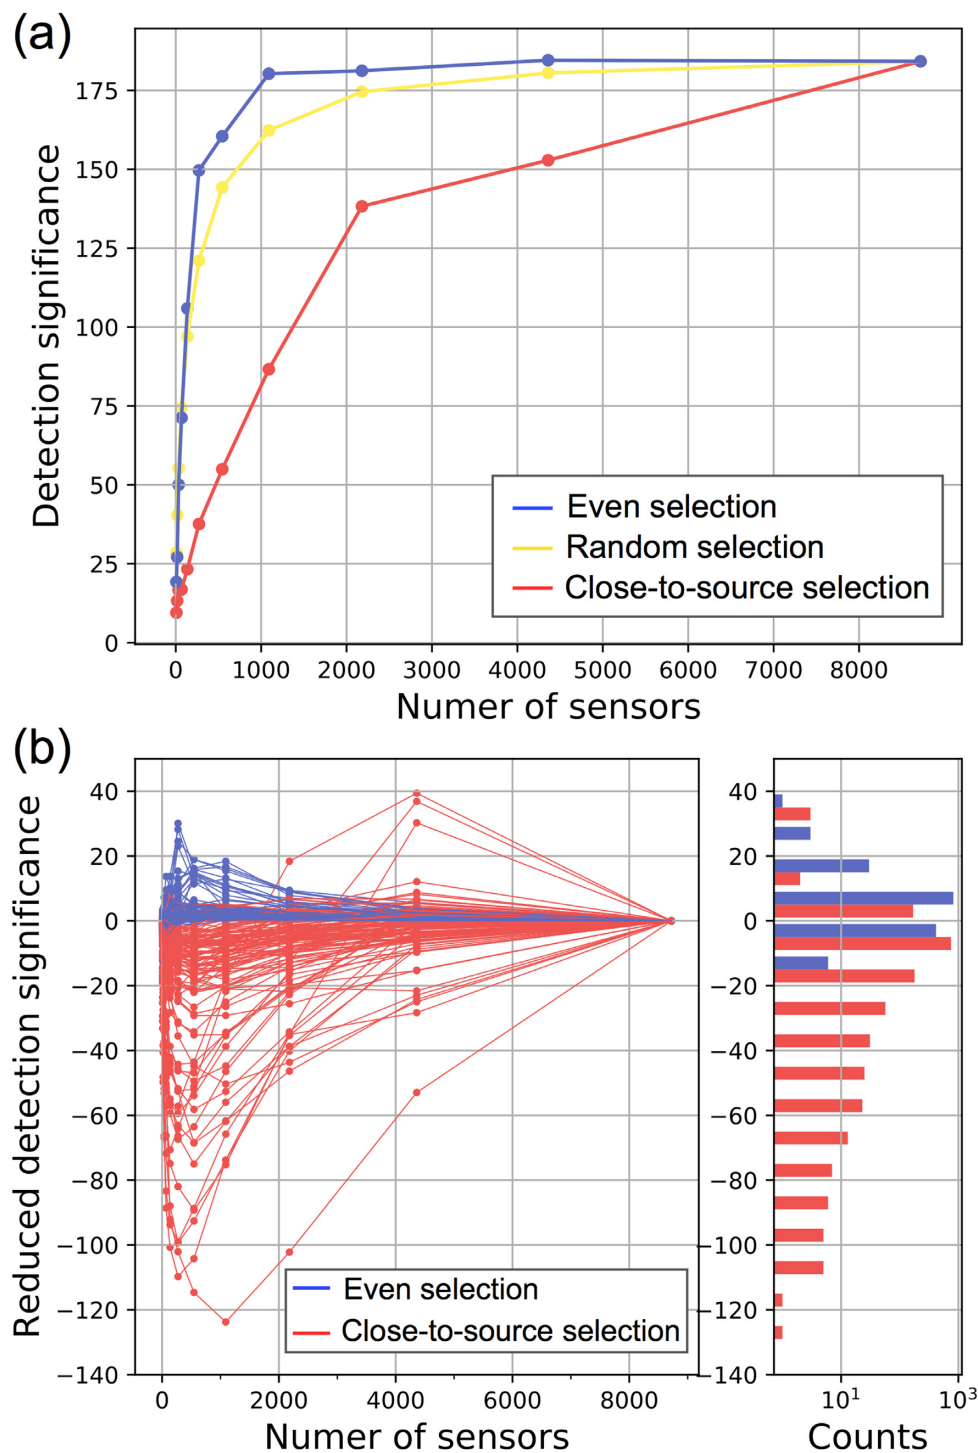 (a)
Detection significance
175
150
125
100
75
50
25
0
Even selection
Random selection
Close-to-source selection
0 1000 2000 3000 4000 5000 6000 7000 8000
Numer of sensors
(b)
Reduced detection significance
40
20
0
−20
−40
−60
−80
−100
−120
−140
Even selection
Close-to-source selection
0 2000 4000 6000 8000
Numer of sensors
40
20
0
−20
−40
−60
−80
−100
−120
−140
10¹ 10³
Counts